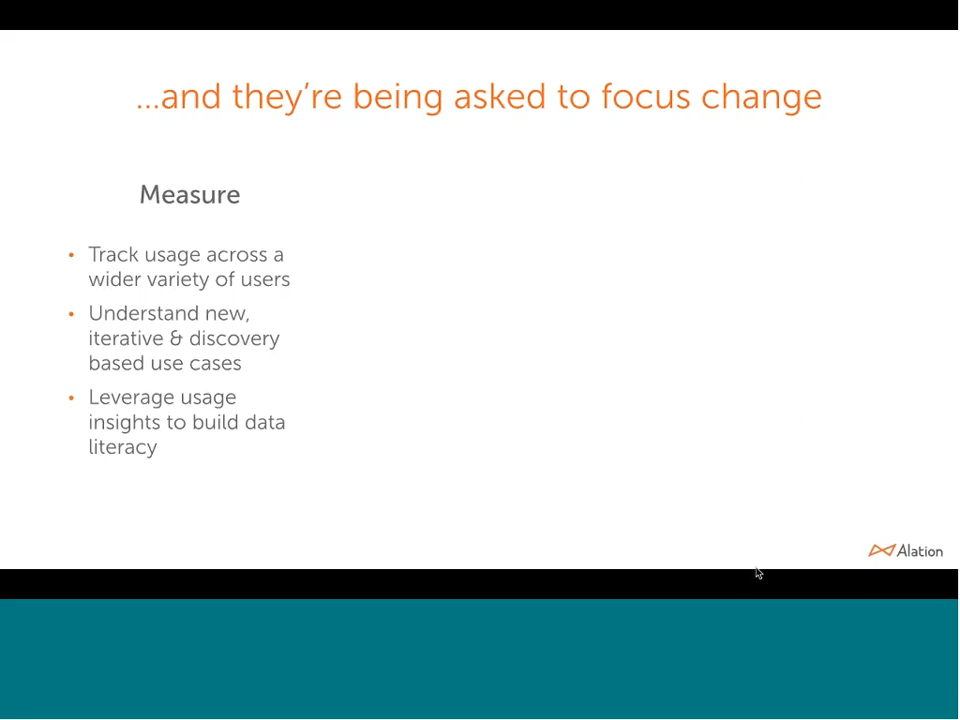 ...and they're being asked to focus change
Measure
• Track usage across a
wider variety of users
• Understand new,
iterative & discovery
based use cases
• Leverage usage
insights to build data
literacy
Alation